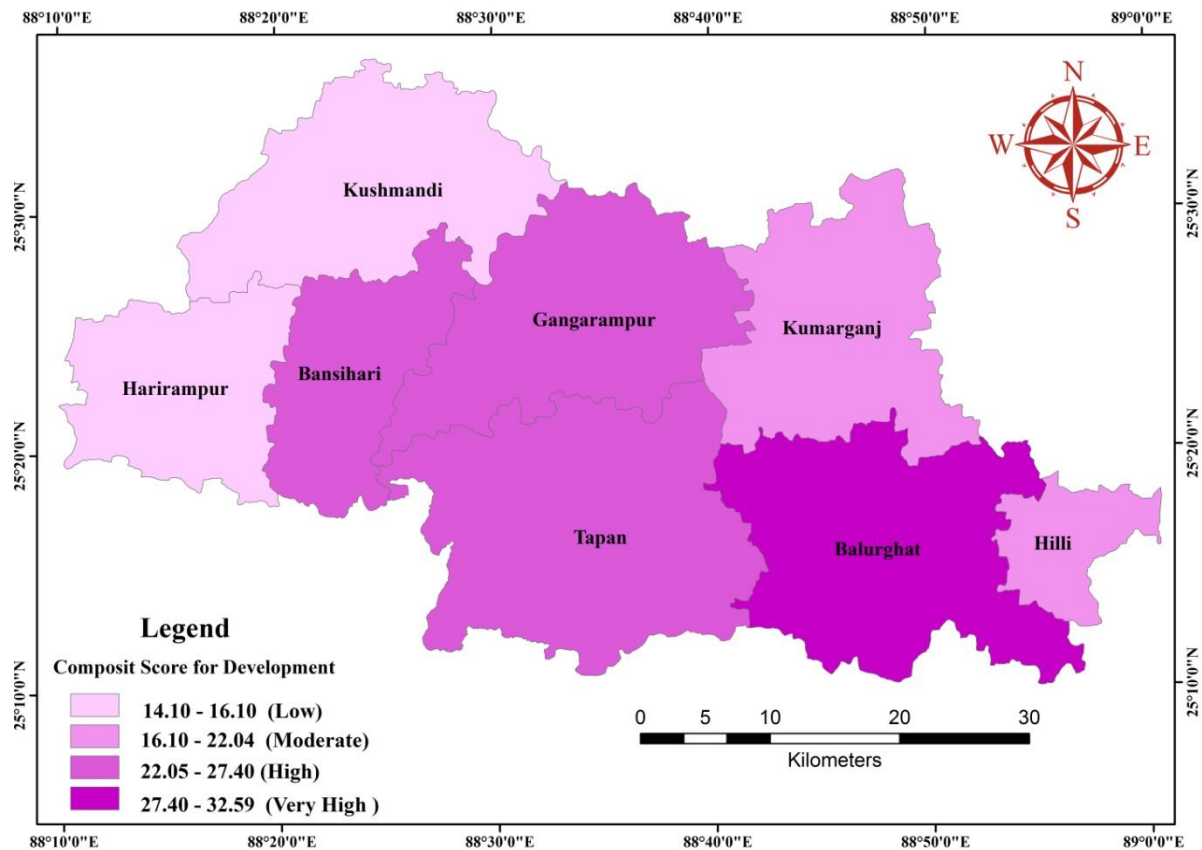 88°10'0"E 88°20'0"E 88°30'0"E 88°40'0"E 88°50'0"E 89°0'0"E
N
W E
S
25°30'0"N 25°30'0"N
25°20'0"N 25°20'0"N
25°10'0"N 25°10'0"N
Kushmandi
Gangarampur
Kumarganj
Bansihari
Harirampur
Tapan
Balurghat
Hilli
Legend
Composit Score for Development
14.10 - 16.10 (Low)
16.10 - 22.04 (Moderate)
22.05 - 27.40 (High)
27.40 - 32.59 (Very High )
0 5 10 20 30
Kilometers
88°10'0"E 88°20'0"E 88°30'0"E 88°40'0"E 88°50'0"E 89°0'0"E